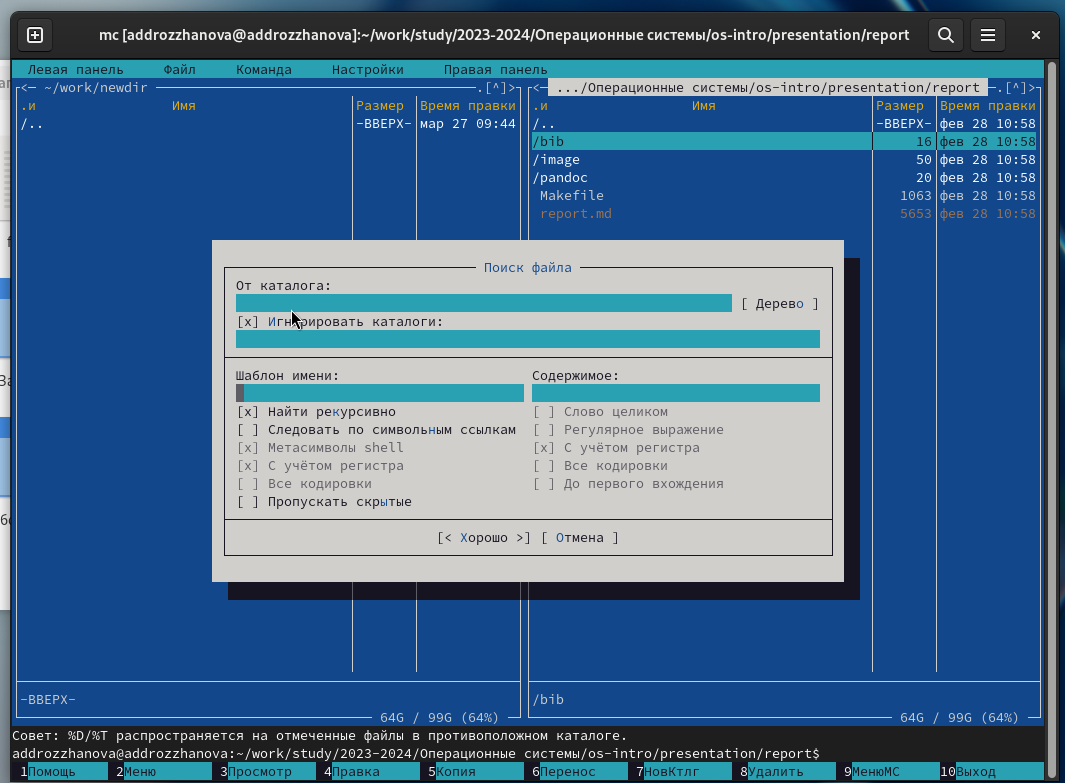 mc [addrozzhanova@addrozzhanova]:~/work/study/2023-2024/Операционные системы/os-intro/presentation/report
Левая панель Файл Команда Настройки Правая панель
<─ ~/work/newdir .[^]> <─ .../Операционные системы/os-intro/presentation/report .[^]>
.и Имя Размер Время правки .и Имя Размер Время правки
/.. -ВВЕРХ- мар 27 09:44 /.. -ВВЕРХ- фев 28 10:58
/bib 16 фев 28 10:58
/image 50 фев 28 10:58
/pandoc 20 фев 28 10:58
Makefile 1063 фев 28 10:58
report.md 5653 фев 28 10:58
Поиск файла
От каталога:
[ Дерево ]
[x] Игнорировать каталоги:
Шаблон имени: Содержимое:
[x] Найти рекурсивно [ ] Слово целиком
[ ] Следовать по символьным ссылкам [ ] Регулярное выражение
[x] Метасимволы shell [x] С учётом регистра
[x] С учётом регистра [ ] Все кодировки
[ ] Все кодировки [ ] До первого вхождения
[ ] Пропускать скрытые
[< Хорошо >] [ Отмена ]
-ВВЕРХ- /bib
64G / 99G (64%) 64G / 99G (64%)
Совет: %D/%T распространяется на отмеченные файлы в противоположном каталоге.
addrozzhanova@addrozzhanova:~/work/study/2023-2024/Операционные системы/os-intro/presentation/report$
1Помощь 2Меню 3Просмотр 4Правка 5Копия 6Перенос 7НовКтлг 8Удалить 9МенюМС 10Выход